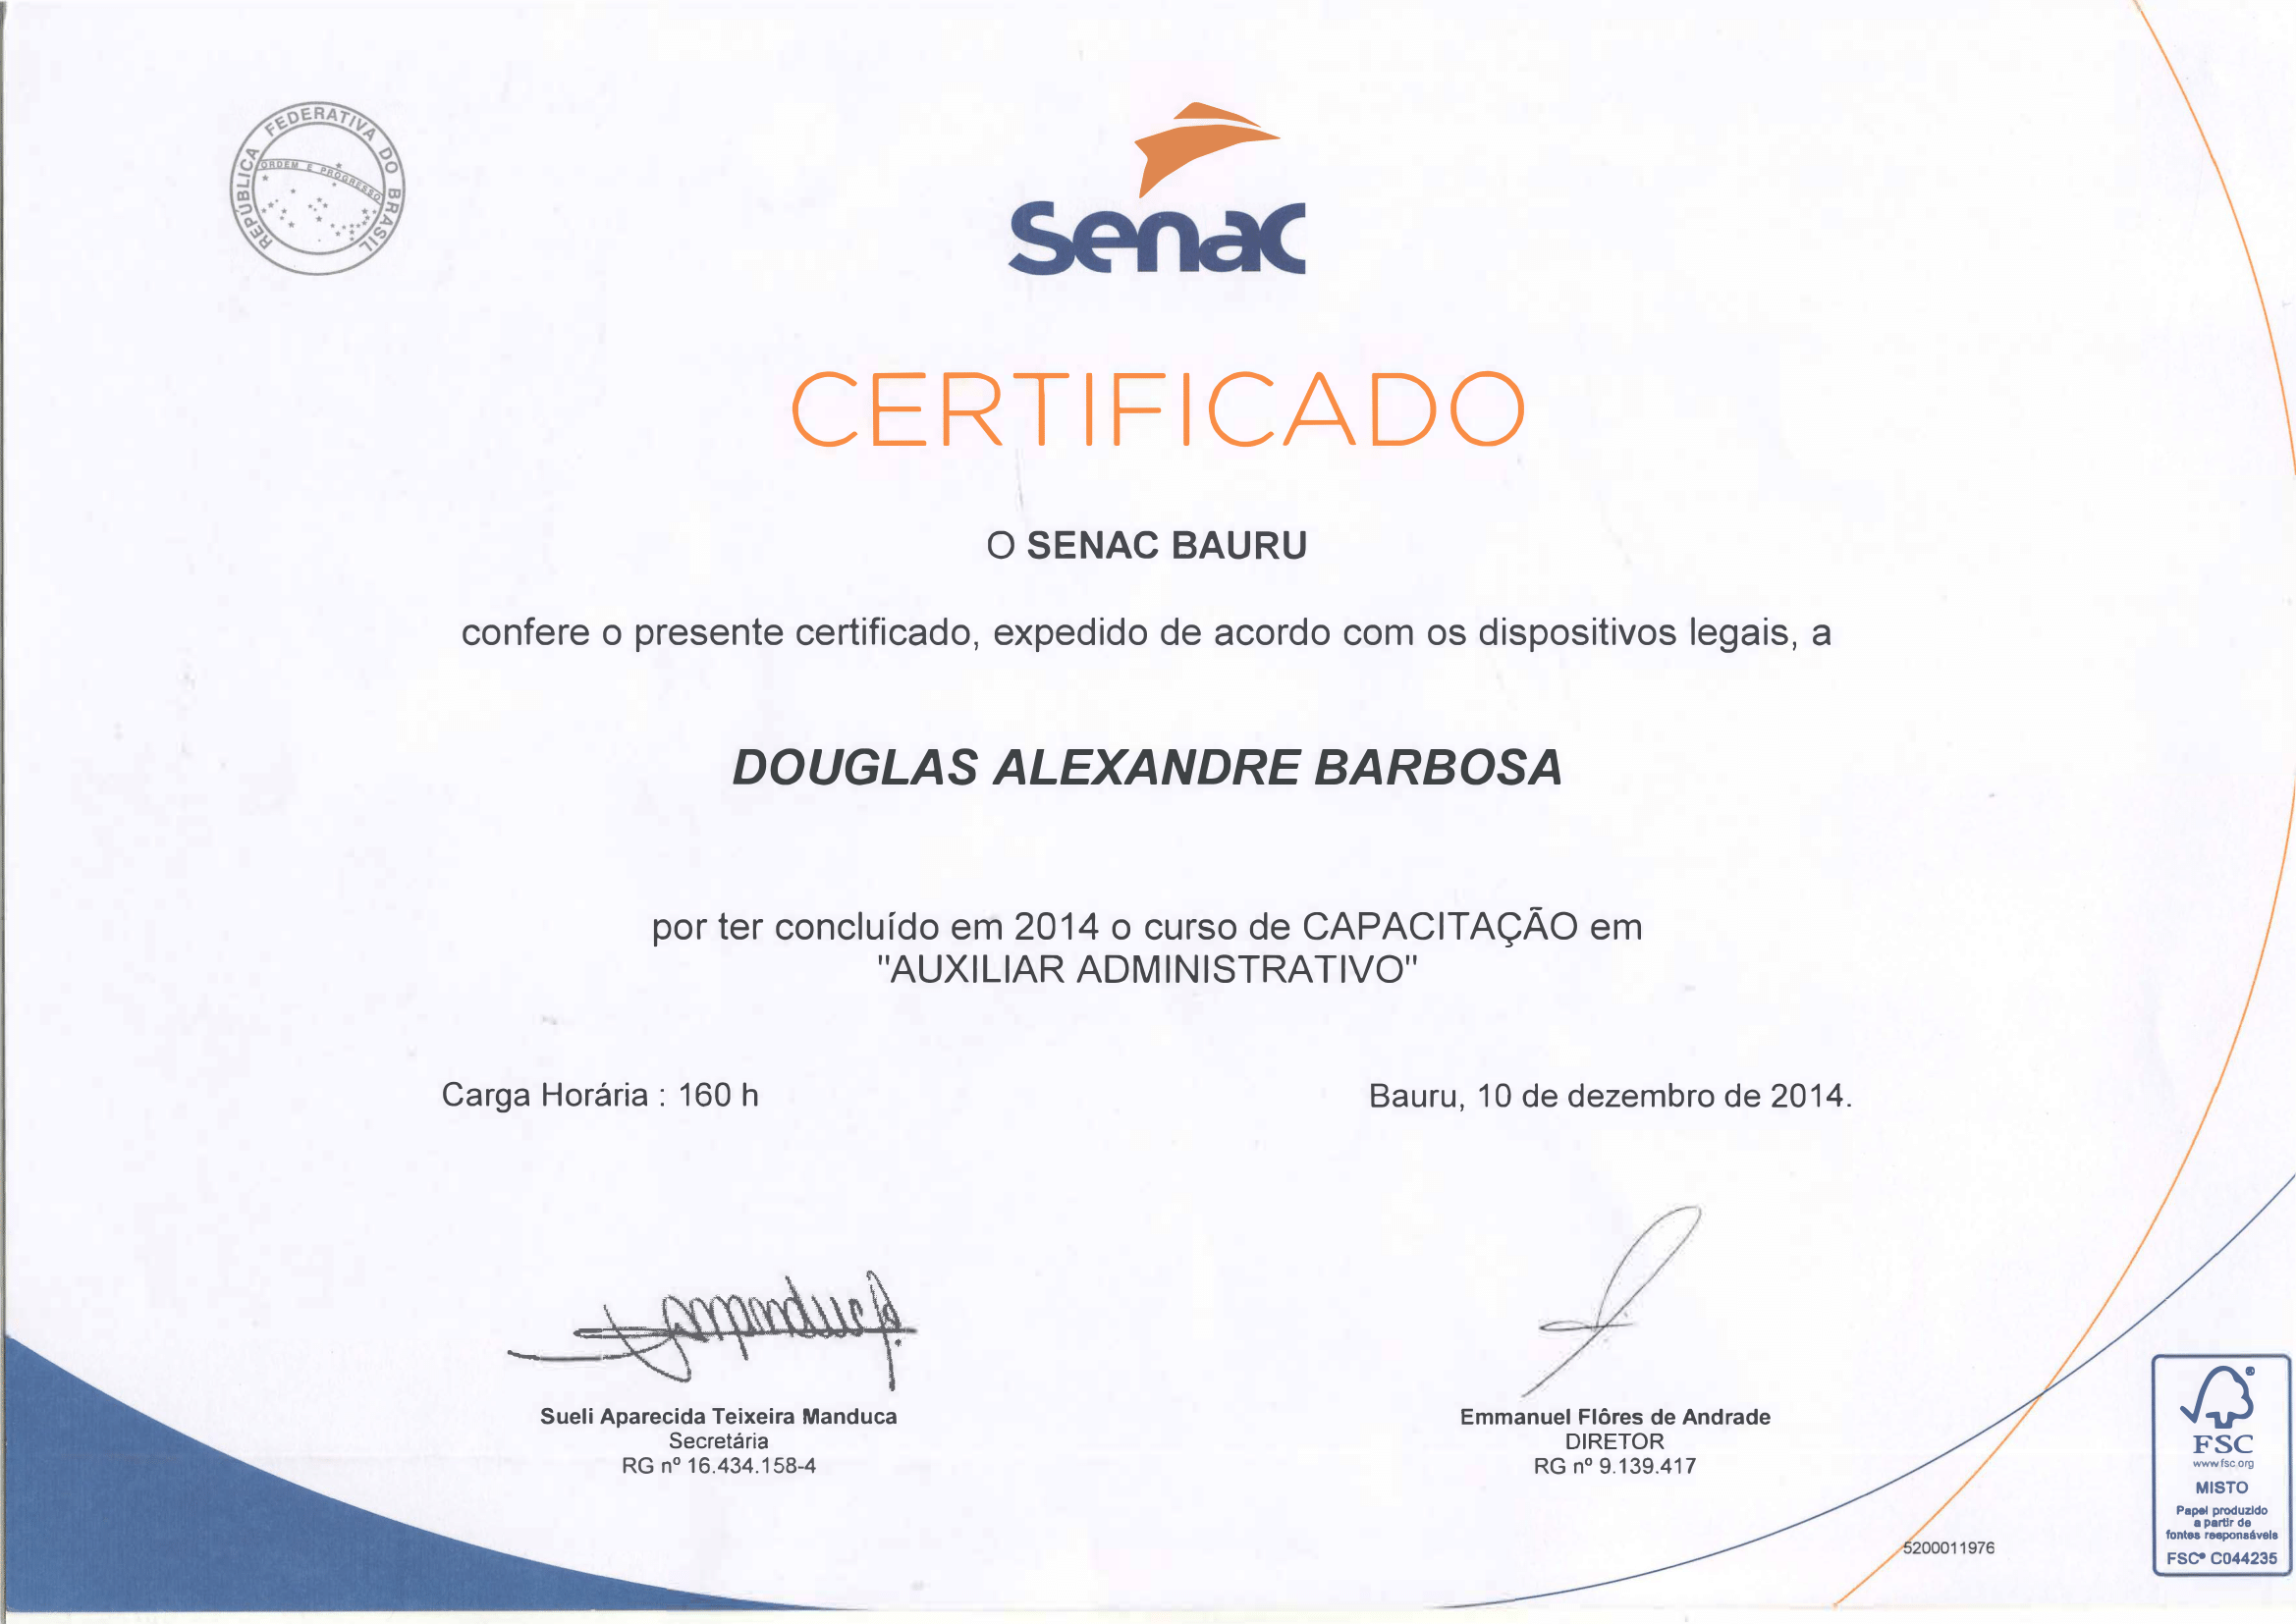 REPÚBLICA FEDERATIVA DO BRASIL
ORDEM E PROGRESSO
Senac
CERTIFICADO
O SENAC BAURU
confere o presente certificado, expedido de acordo com os dispositivos legais, a
DOUGLAS ALEXANDRE BARBOSA
por ter concluído em 2014 o curso de CAPACITAÇÃO em
"AUXILIAR ADMINISTRATIVO"
Carga Horária : 160 h
Bauru, 10 de dezembro de 2014.
Sueli Aparecida Teixeira Manduca
Secretária
RG nº 16.434.158-4
Emmanuel Flôres de Andrade
DIRETOR
RG nº 9.139.417
5200011976
FSC
www.fsc.org
MISTO
Papel produzido
a partir de
fontes responsáveis
FSC® C044235